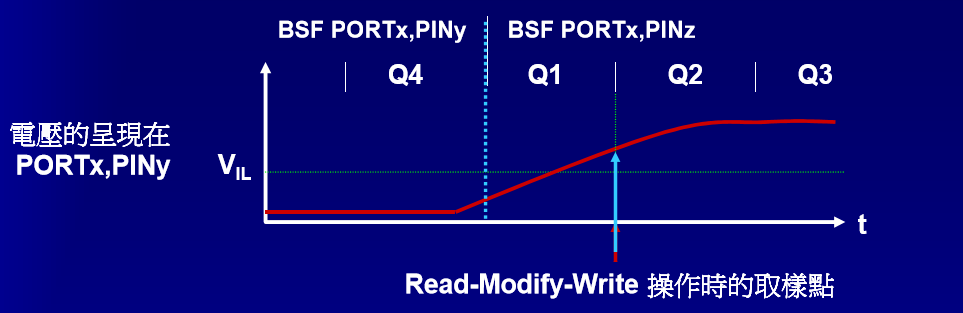 BSF PORTx,PINy BSF PORTx,PINz
Q4 Q1 Q2 Q3
電壓的呈現在
PORTx,PINy
VIL
t
Read-Modify-Write 操作時的取樣點